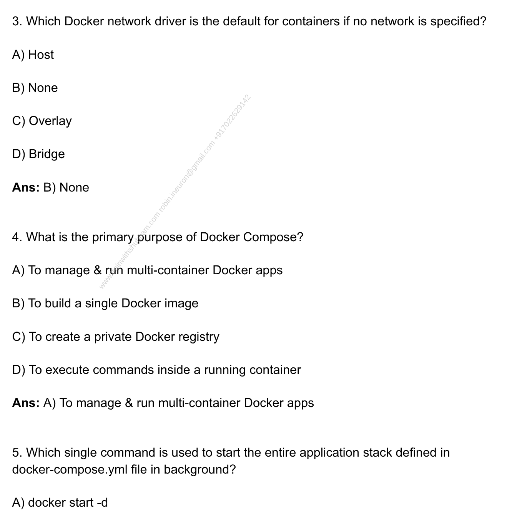 3. Which Docker network driver is the default for containers if no network is specified?
A) Host
B) None
C) Overlay
D) Bridge
Ans: B) None
4. What is the primary purpose of Docker Compose?
A) To manage & run multi-container Docker apps
B) To build a single Docker image
C) To create a private Docker registry
D) To execute commands inside a running container
Ans: A) To manage & run multi-container Docker apps
5. Which single command is used to start the entire application stack defined in
docker-compose.yml file in background?
A) docker start -d